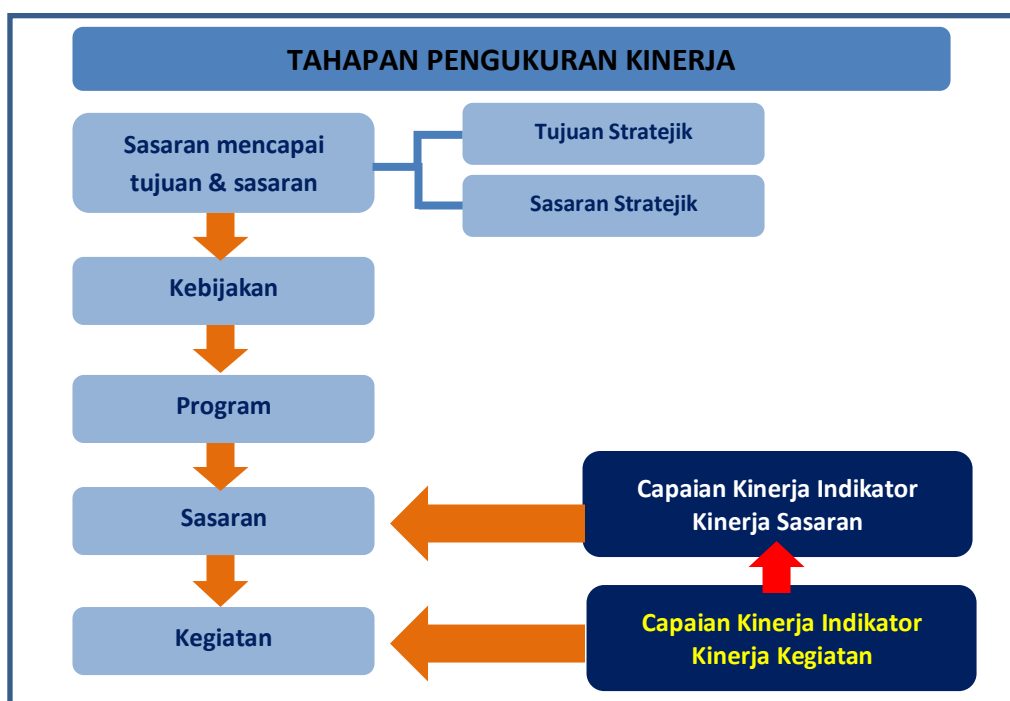 TAHAPAN PENGUKURAN KINERJA
Sasaran mencapai
tujuan & sasaran
Tujuan Stratejik
Sasaran Stratejik
Kebijakan
Program
Sasaran
Capaian Kinerja Indikator
Kinerja Sasaran
Kegiatan
Capaian Kinerja Indikator
Kinerja Kegiatan